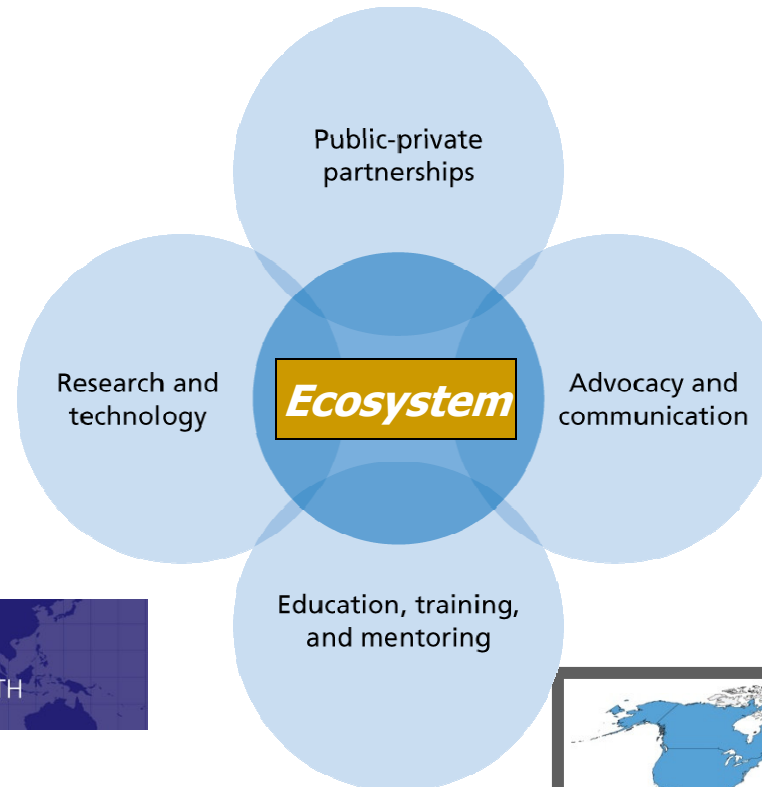 Public-private
partnerships
Research and
technology
Ecosystem
Advocacy and
communication
Education, training,
and mentoring
TH